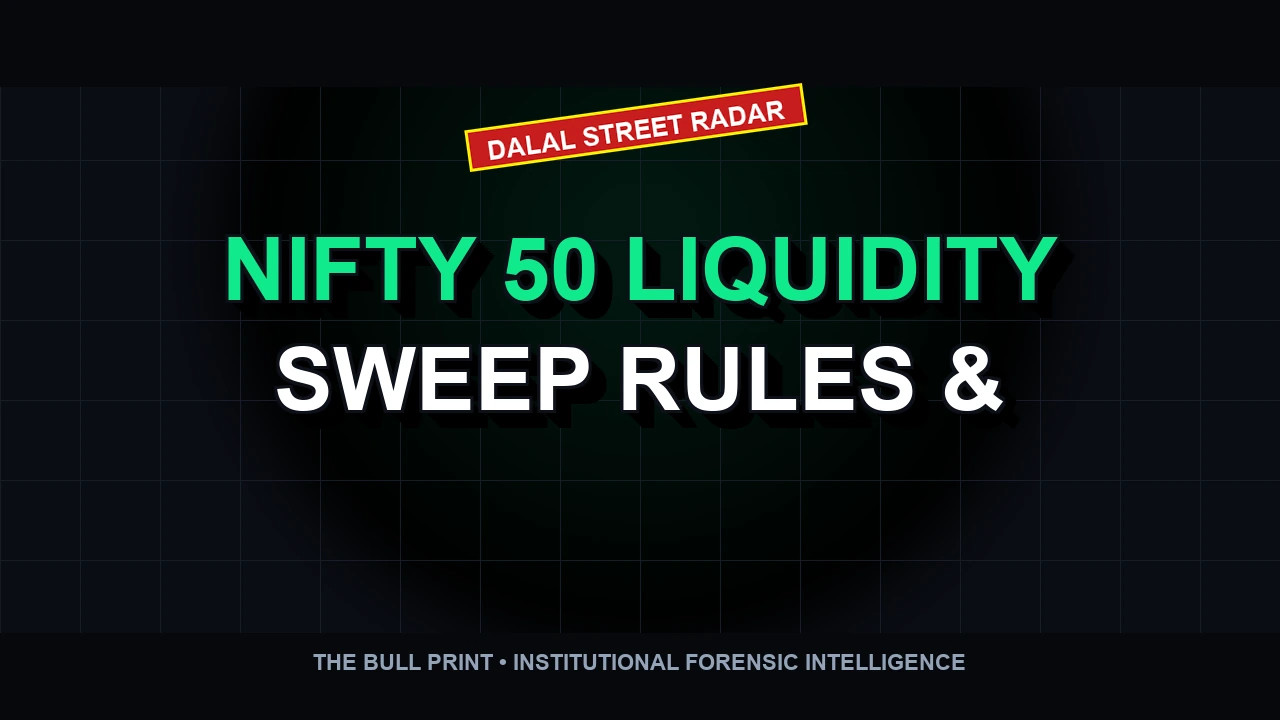 DALAL STREET RADAR
NIFTY 50 LIQUIDITY
SWEEP RULES &
THE BULL PRINT • INSTITUTIONAL FORENSIC INTELLIGENCE